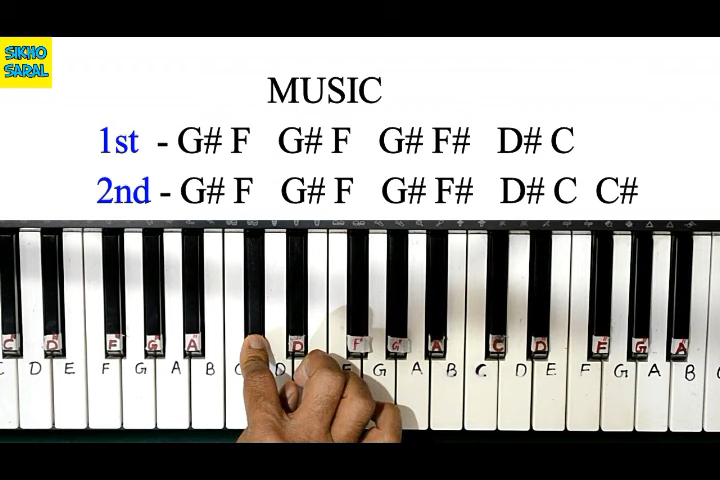 SIKHO
SARAL
MUSIC
1st - G# F G# F G# F# D# C
2nd - G# F G# F G# F# D# C C#
C# D# F# G# A# D F# G# A C D F G A
C D E F G A B C D F G A B C D E F G A B C